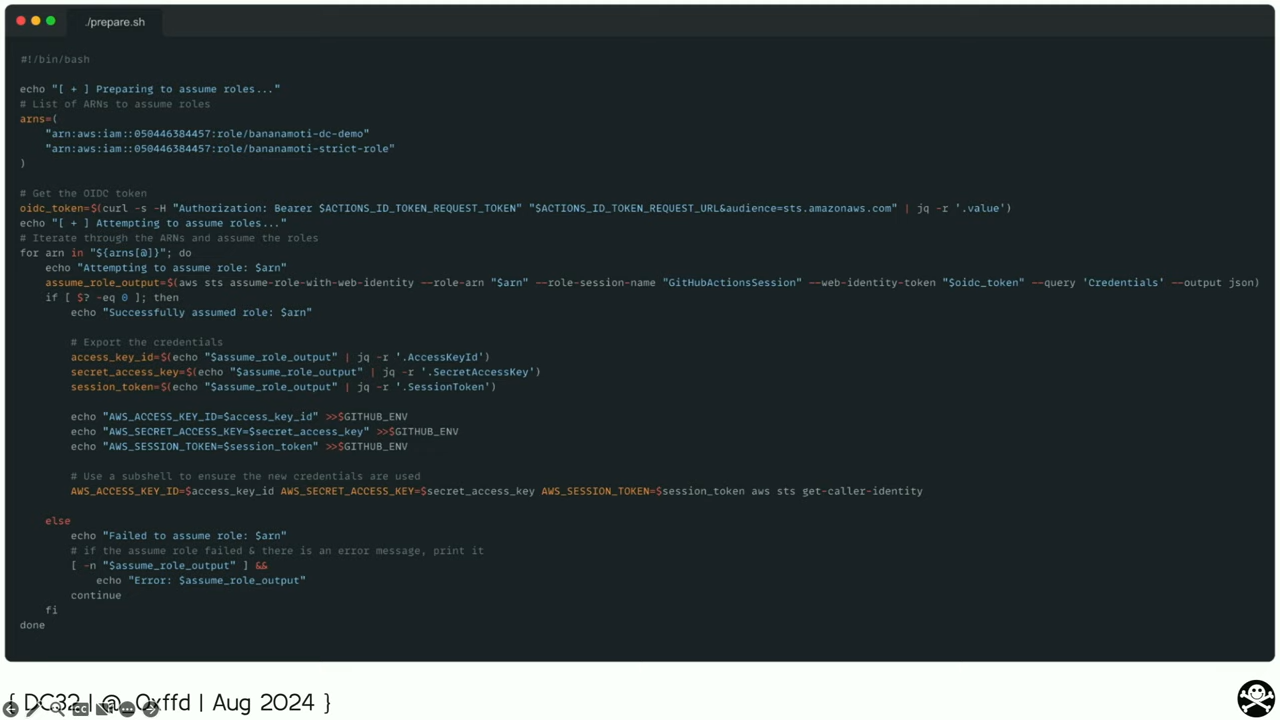 ./prepare.sh
#!/bin/bash
echo "[ + ] Preparing to assume roles..."
# List of ARNs to assume roles
arns=(
"arn:aws:iam::050446384457:role/bananamoti-dc-demo"
"arn:aws:iam::050446384457:role/bananamoti-strict-role"
)
# Get the OIDC token
oidc_token=$(curl -s -H "Authorization: Bearer $ACTIONS_ID_TOKEN_REQUEST_TOKEN" "$ACTIONS_ID_TOKEN_REQUEST_URL&audience=sts.amazonaws.com" | jq -r '.value')
echo "[ + ] Attempting to assume roles..."
# Iterate through the ARNs and assume the roles
for arn in "${arns[@]}"; do
echo "Attempting to assume role: $arn"
assume_role_output=$(aws sts assume-role-with-web-identity --role-arn "$arn" --role-session-name "GitHubActionsSession" --web-identity-token "$oidc_token" --query 'Credentials' --output json)
if [ $? -eq 0 ]; then
echo "Successfully assumed role: $arn"
# Export the credentials
access_key_id=$(echo "$assume_role_output" | jq -r '.AccessKeyId')
secret_access_key=$(echo "$assume_role_output" | jq -r '.SecretAccessKey')
session_token=$(echo "$assume_role_output" | jq -r '.SessionToken')
echo "AWS_ACCESS_KEY_ID=$access_key_id" >>$GITHUB_ENV
echo "AWS_SECRET_ACCESS_KEY=$secret_access_key" >>$GITHUB_ENV
echo "AWS_SESSION_TOKEN=$session_token" >>$GITHUB_ENV
# Use a subshell to ensure the new credentials are used
AWS_ACCESS_KEY_ID=$access_key_id AWS_SECRET_ACCESS_KEY=$secret_access_key AWS_SESSION_TOKEN=$session_token aws sts get-caller-identity
else
echo "Failed to assume role: $arn"
# if the assume role failed & there is an error message, print it
[ -n "$assume_role_output" ] &&
echo "Error: $assume_role_output"
continue
fi
done
{ DC32 | @_0xffd | Aug 2024 }